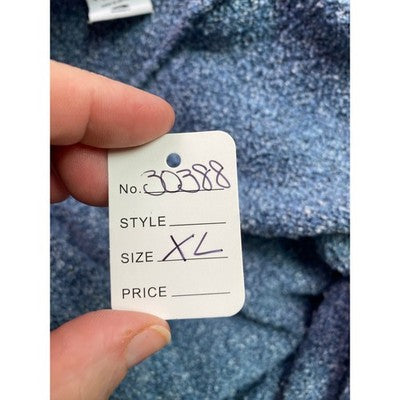 No. 30388
STYLE
SIZE XL
PRICE